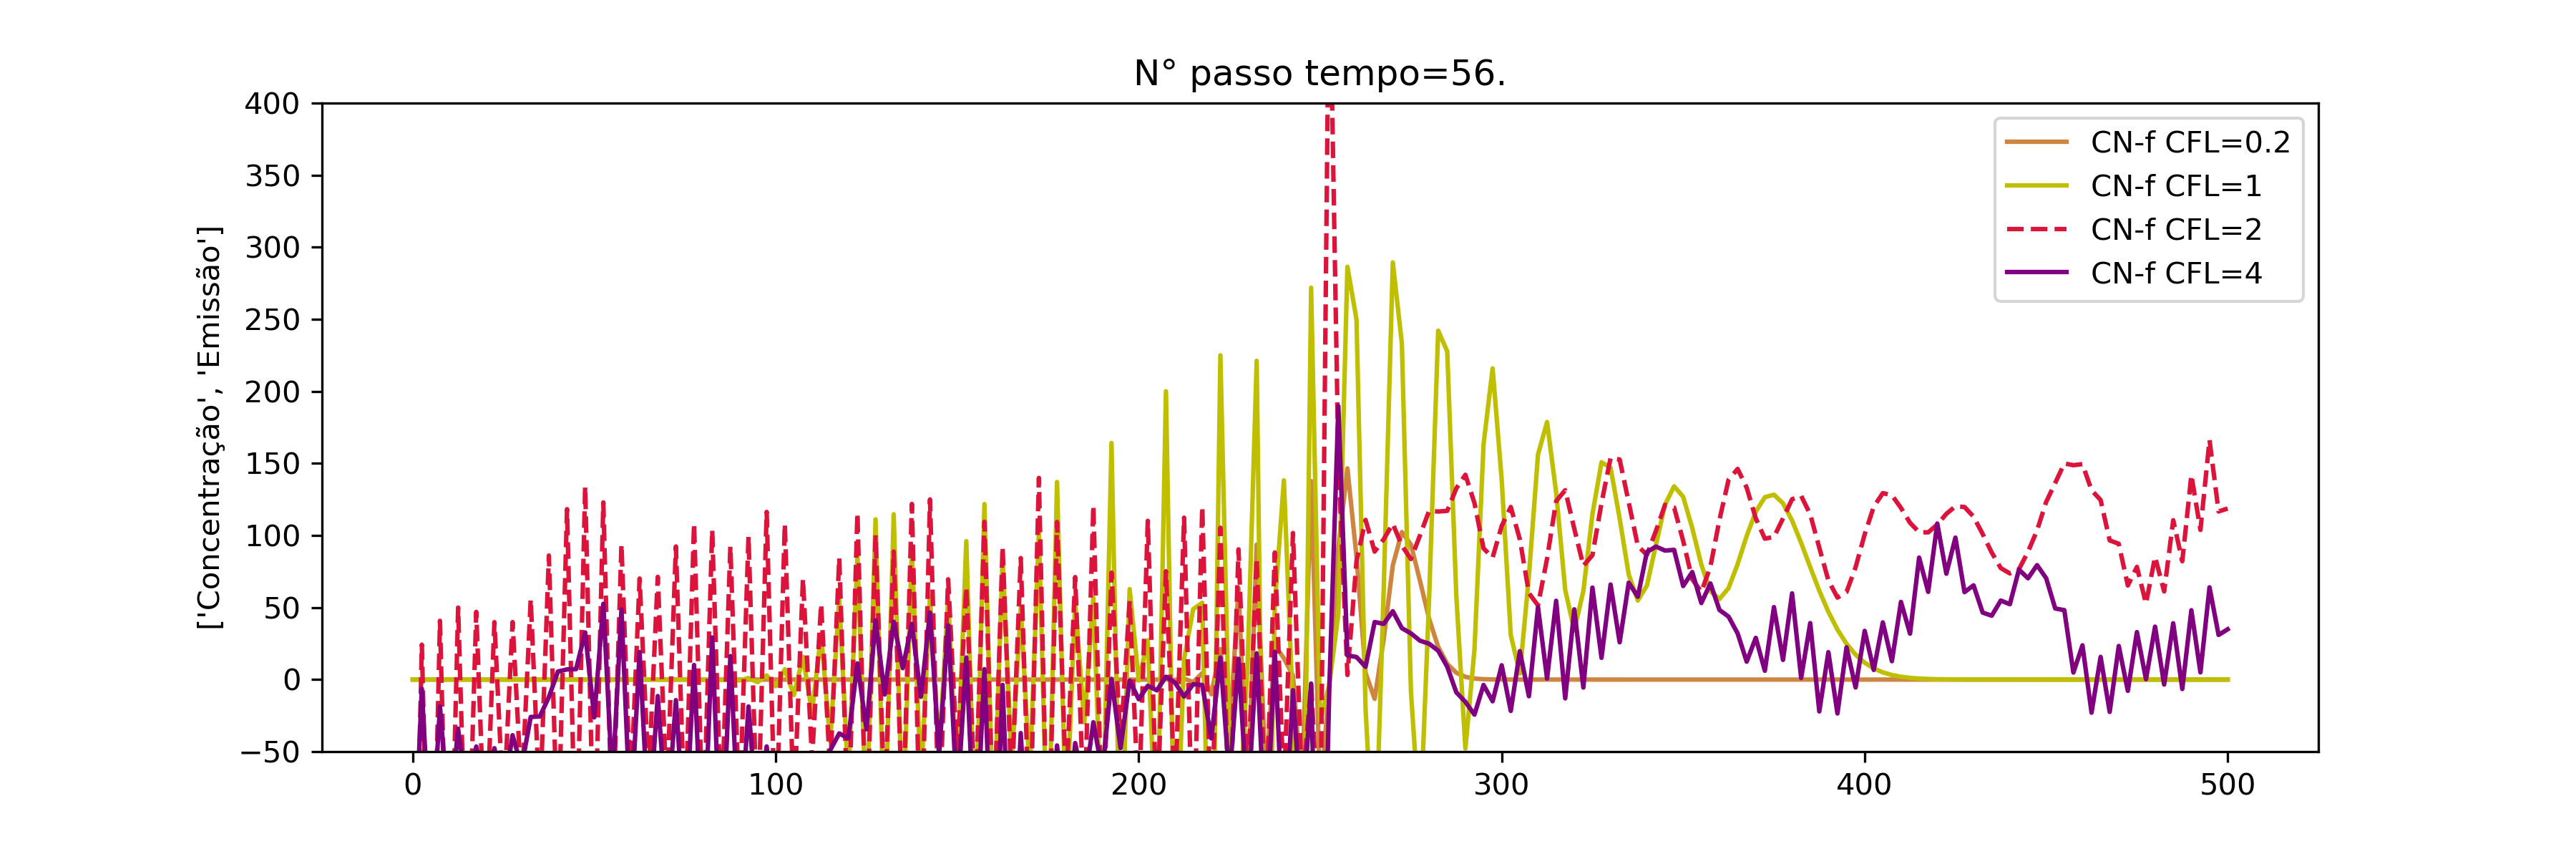 N° passo tempo=56.
['Concentração', 'Emissão']
400
350
300
250
200
150
100
50
0
−50
0 100 200 300 400 500
CN-f CFL=0.2
CN-f CFL=1
CN-f CFL=2
CN-f CFL=4